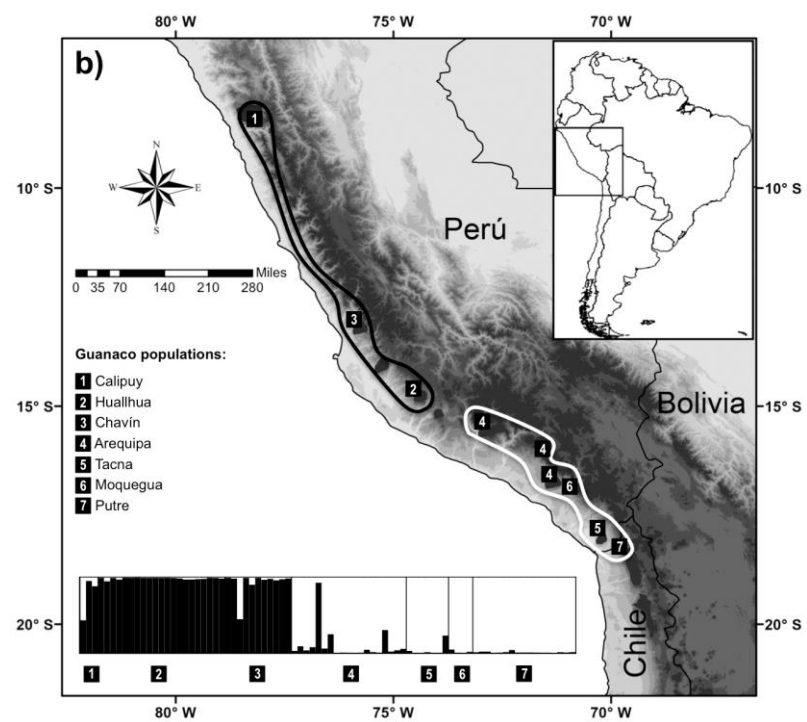 80° W 75° W 70° W
b)
N
W E
S
10° S 10° S
Perú
Miles
0 35 70 140 210 280
Guanaco populations:
1 Calipuy
2 Huallhua
3 Chavín
4 Arequipa
5 Tacna
6 Moquegua
7 Putre
1
3
2
15° S 15° S
Bolivia
4
4
4
6
5
7
20° S 20° S
Chile
1 2 3 4 5 6 7
80° W 75° W 70° W